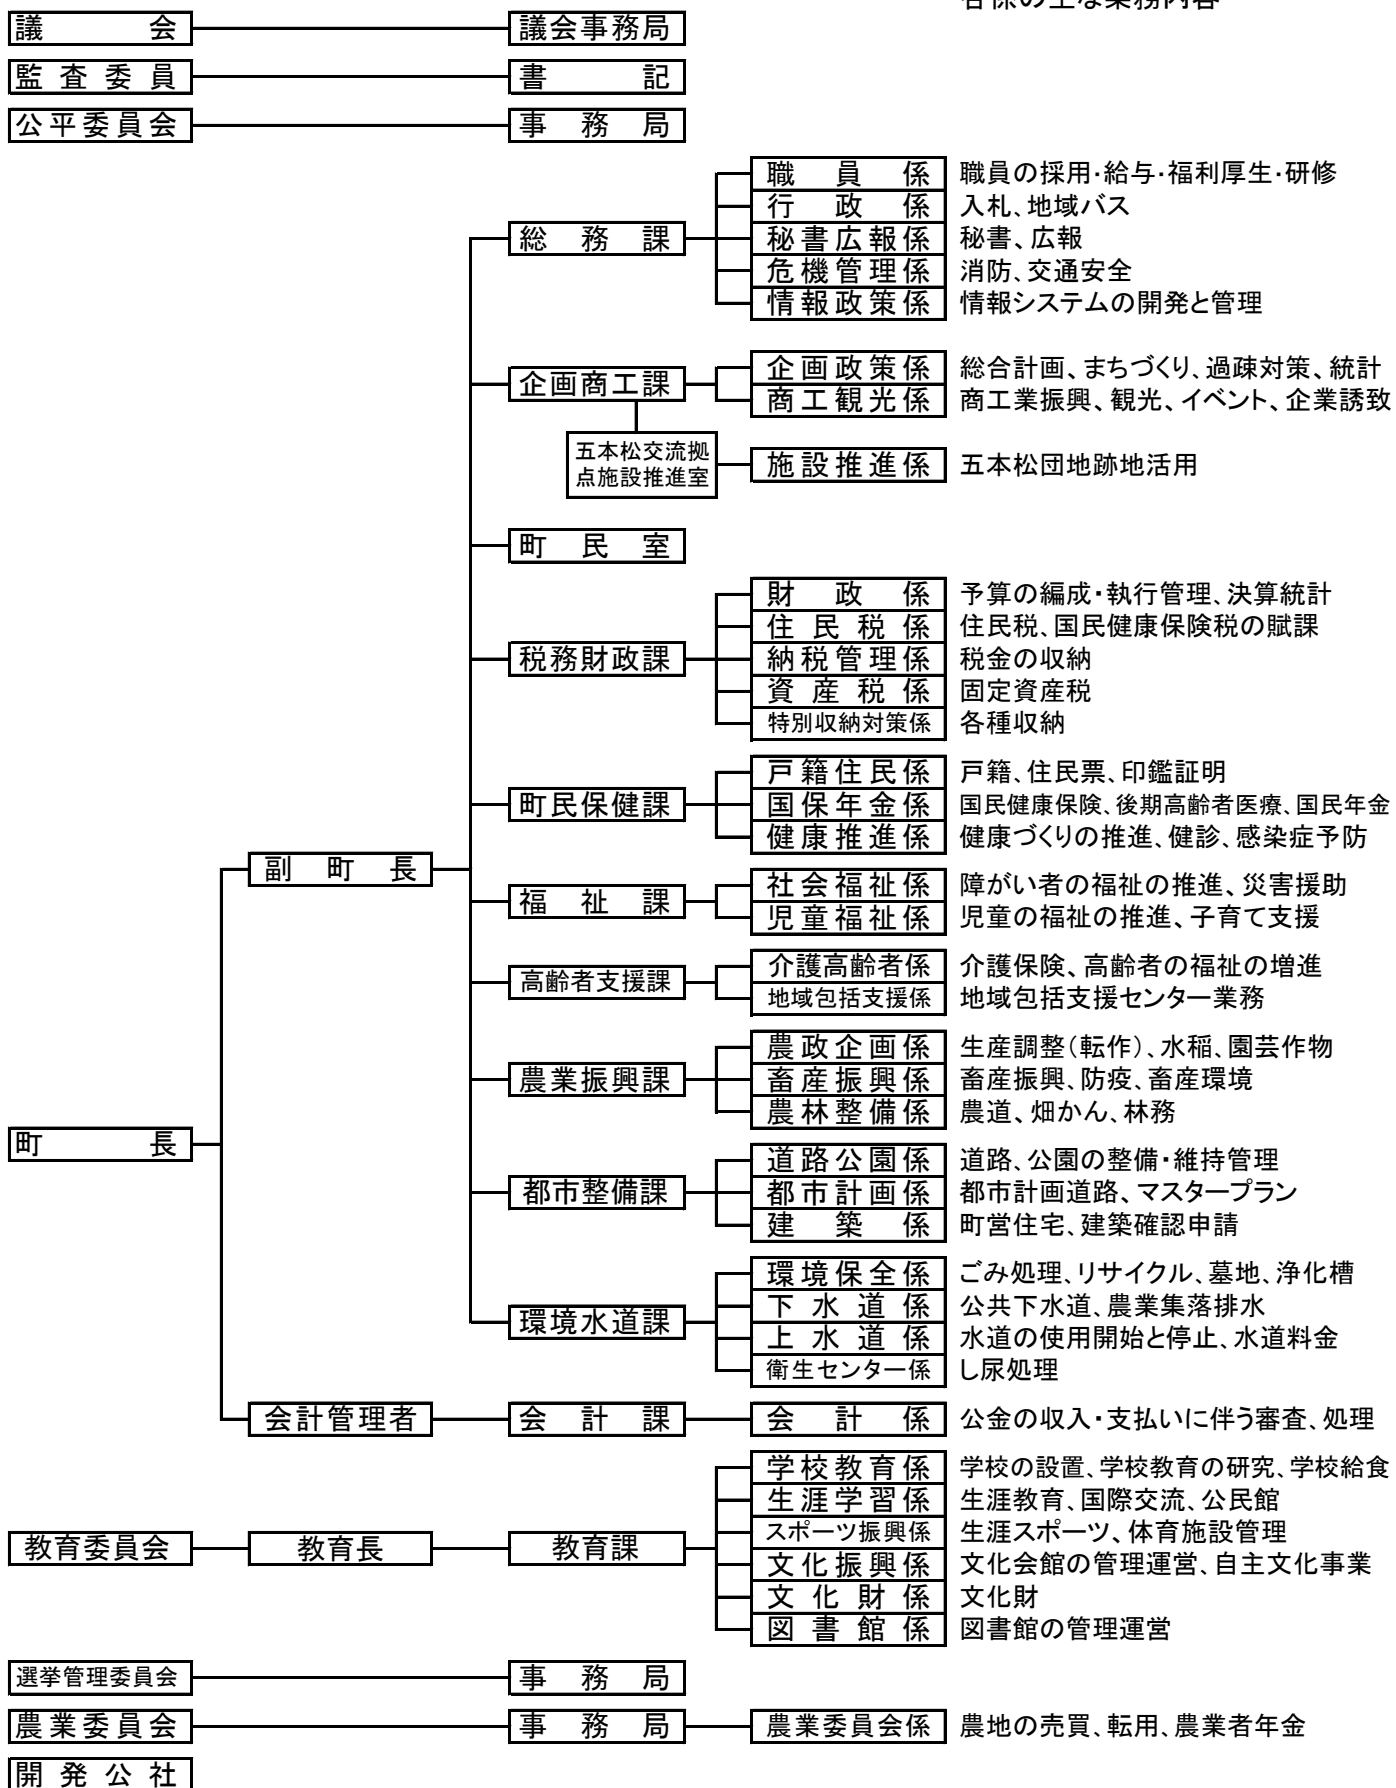 各係の主な業務内容
議会 議会事務局
監査委員 書記
公平委員会 事務局
職員係 職員の採用・給与・福利厚生・研修
行政係 入札、地域バス
総務課 秘書広報係 秘書、広報
危機管理係 消防、交通安全
情報政策係 情報システムの開発と管理
企画商工課 企画政策係 総合計画、まちづくり、過疎対策、統計
商工観光係 商工業振興、観光、イベント、企業誘致
五本松交流拠
点施設推進室
施設推進係 五本松団地跡地活用
町民室
財政係 予算の編成・執行管理、決算統計
住民税係 住民税、国民健康保険税の賦課
税務財政課 納税管理係 税金の収納
資産税係 固定資産税
特別収納対策係 各種収納
戸籍住民係 戸籍、住民票、印鑑証明
町民保健課 国保年金係 国民健康保険、後期高齢者医療、国民年金
健康推進係 健康づくりの推進、健診、感染症予防
副町長
福祉課 社会福祉係 障がい者の福祉の推進、災害援助
児童福祉係 児童の福祉の推進、子育て支援
高齢者支援課 介護高齢者係 介護保険、高齢者の福祉の増進
地域包括支援係 地域包括支援センター業務
農政企画係 生産調整(転作)、水稲、園芸作物
農業振興課 畜産振興係 畜産振興、防疫、畜産環境
農林整備係 農道、畑かん、林務
町長
道路公園係 道路、公園の整備・維持管理
都市整備課 都市計画係 都市計画道路、マスタープラン
建築係 町営住宅、建築確認申請
環境保全係 ごみ処理、リサイクル、墓地、浄化槽
下水道係 公共下水道、農業集落排水
環境水道課 上水道係 水道の使用開始と停止、水道料金
衛生センター係 し尿処理
会計管理者 会計課 会計係 公金の収入・支払いに伴う審査、処理
学校教育係 学校の設置、学校教育の研究、学校給食
生涯学習係 生涯教育、国際交流、公民館
教育委員会 教育長 教育課 スポーツ振興係 生涯スポーツ、体育施設管理
文化振興係 文化会館の管理運営、自主文化事業
文化財係 文化財
図書館係 図書館の管理運営
選挙管理委員会 事務局
農業委員会 事務局 農業委員会係 農地の売買、転用、農業者年金
開発公社